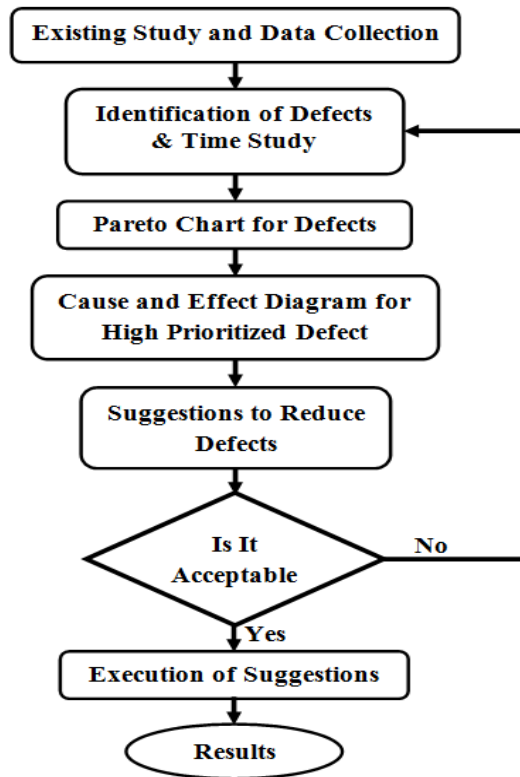 Existing Study and Data Collection
Identification of Defects
& Time Study
Pareto Chart for Defects
Cause and Effect Diagram for
High Prioritized Defect
Suggestions to Reduce
Defects
Is It
Acceptable
No
Yes
Execution of Suggestions
Results